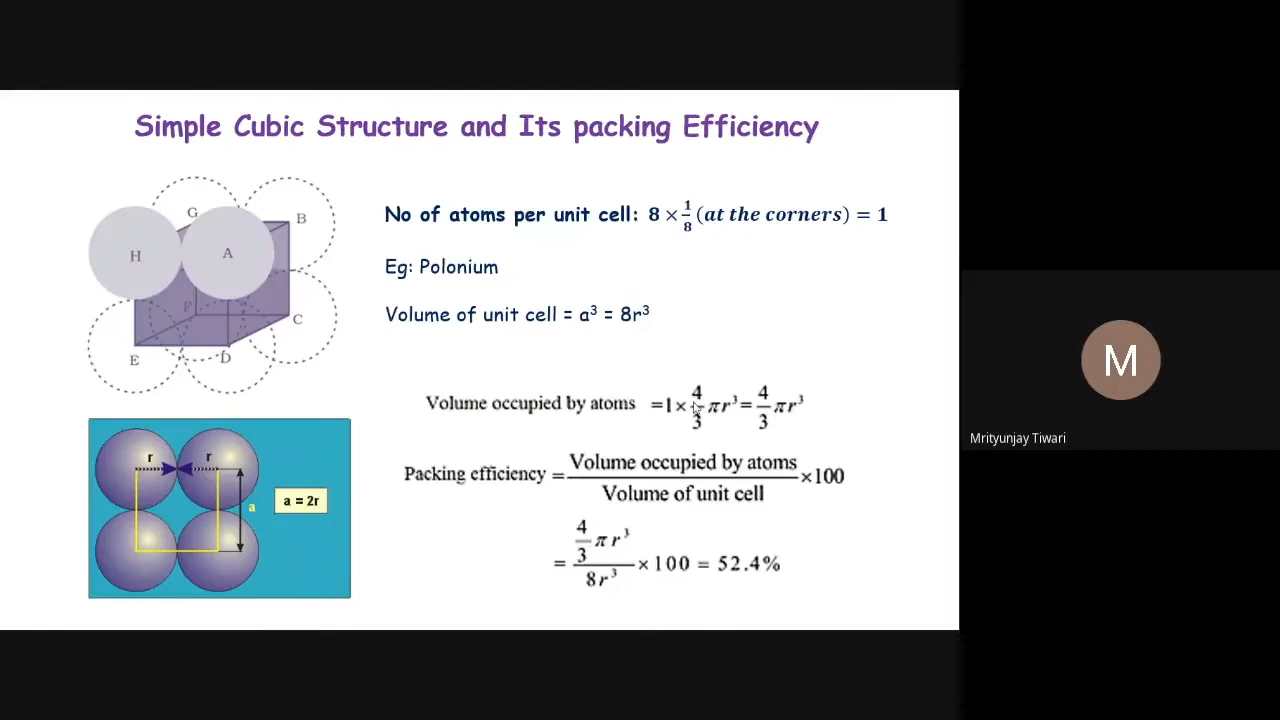 Simple Cubic Structure and Its packing Efficiency
G
B
H
A
F
C
E
D
No of atoms per unit cell: 8 × 1/8 (at the corners) = 1
Eg: Polonium
Volume of unit cell = a³ = 8r³
Volume occupied by atoms = 1 × 4/3 πr³ = 4/3 πr³
Packing efficiency = Volume occupied by atoms / Volume of unit cell × 100
= 4/3 π r³ / 8r³ × 100 = 52.4%
r
r
a
a = 2r
M
Mrityunjay Tiwari